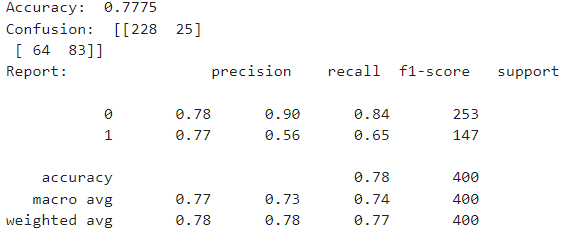 Accuracy:  0.7775
Confusion:  [[228  25]
 [ 64  83]]
Report:                precision    recall  f1-score   support

           0       0.78      0.90      0.84       253
           1       0.77      0.56      0.65       147

    accuracy                           0.78       400
   macro avg       0.77      0.73      0.74       400
weighted avg       0.78      0.78      0.77       400